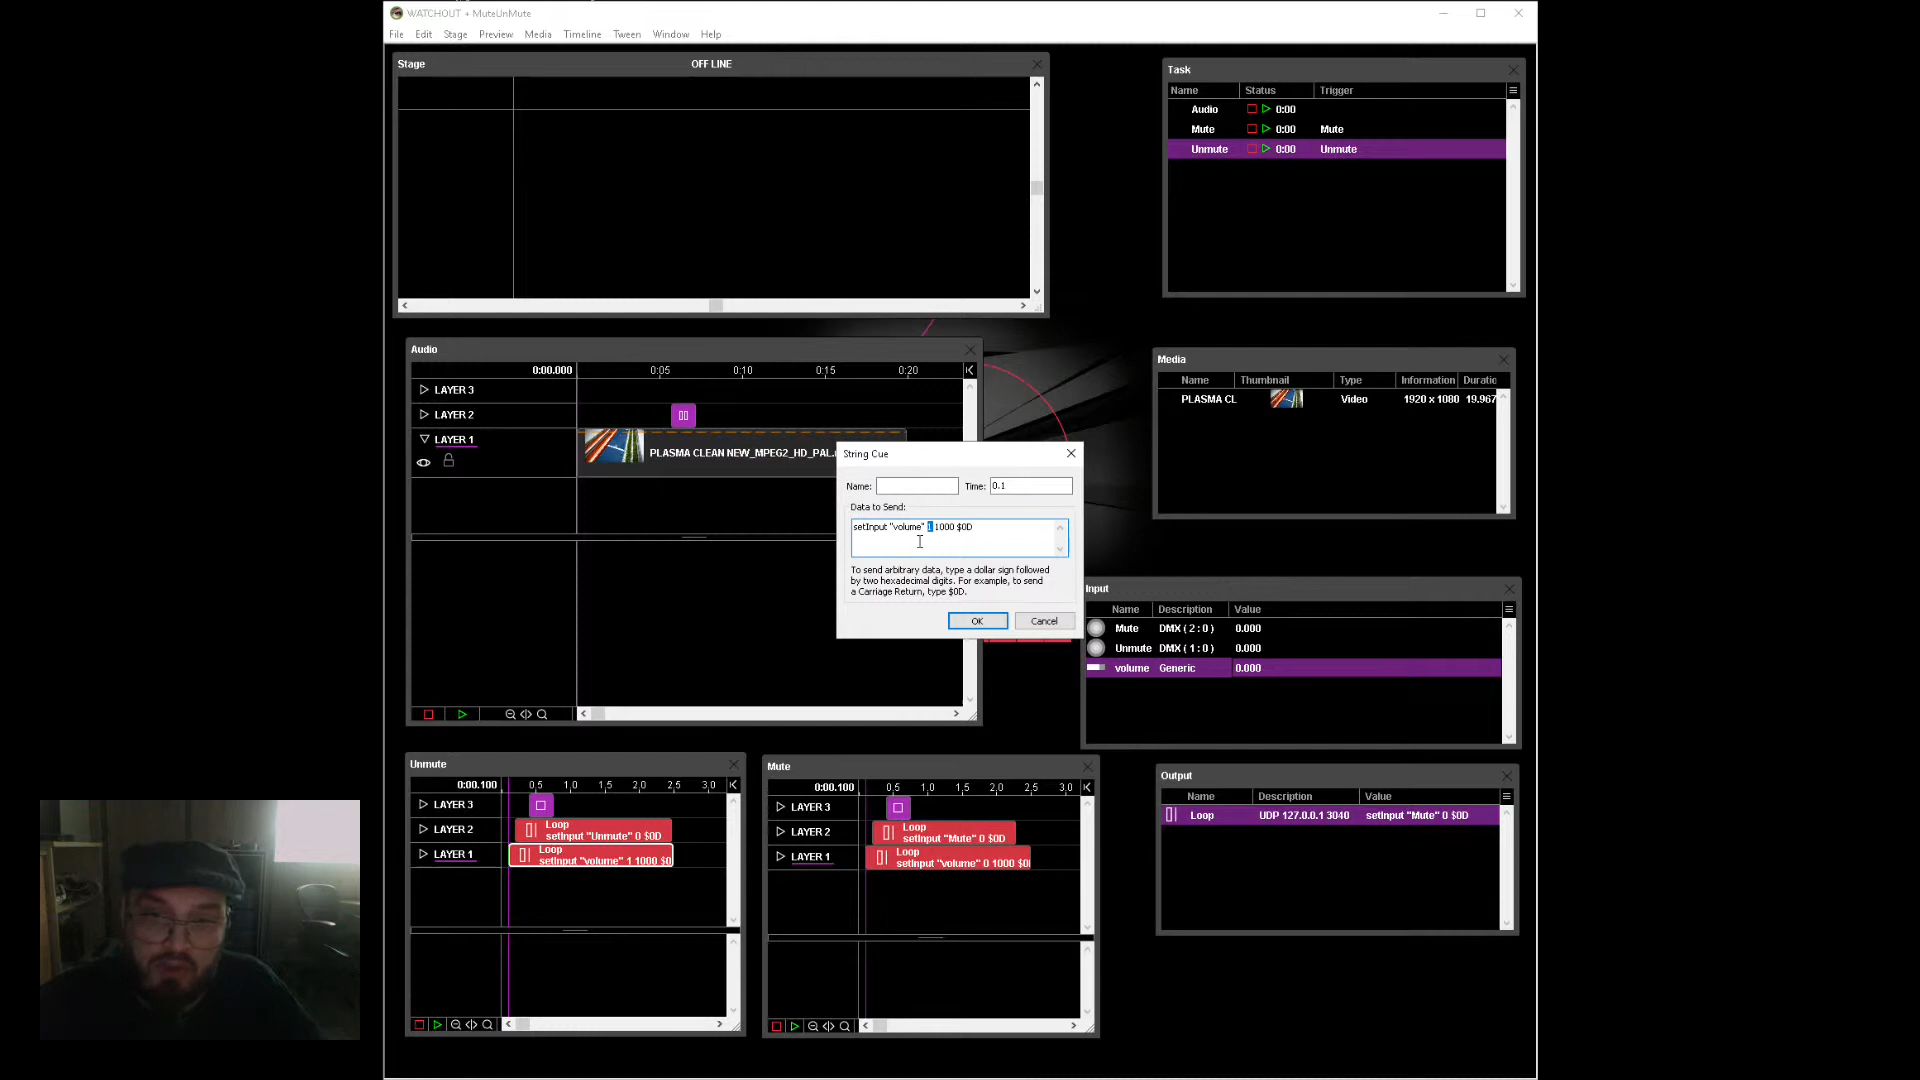 WATCHOUT + MuteUnMute
File Edit Stage Preview Media Timeline Tween Window Help
Stage OFF LINE
Task
Name Status Trigger
Audio 0:00
Mute 0:00 Mute
Unmute 0:00 Unmute
Audio
0:00.000 0:05 0:10 0:15 0:20
LAYER 3
LAYER 2
LAYER 1
PLASMA CLEAN NEW_MPEG2_HD_PAL.
Media
Name Thumbnail Type Information Duratic
PLASMA CL Video 1920 x 1080 19.967
String Cue
Name: Time: 0.1
Data to Send:
setInput "volume" 1 1000 $0D
To send arbitrary data, type a dollar sign followed
by two hexadecimal digits. For example, to send
a Carriage Return, type $0D.
OK Cancel
Input
Name Description Value
Mute DMX ( 2 : 0 ) 0.000
Unmute DMX ( 1 : 0 ) 0.000
volume Generic 0.000
Unmute
0:00.100 0,5 1,0 1,5 2,0 2,5 3,0
LAYER 3
LAYER 2 Loop
setInput "Unmute" 0 $0D
LAYER 1 Loop
setInput "volume" 1 1000 $0
Mute
0:00.100 0,5 1,0 1,5 2,0 2,5 3,0
LAYER 3
LAYER 2 Loop
setInput "Mute" 0 $0D
LAYER 1 Loop
setInput "volume" 0 1000 $0
Output
Name Description Value
Loop UDP 127.0.0.1 3040 setInput "Mute" 0 $0D